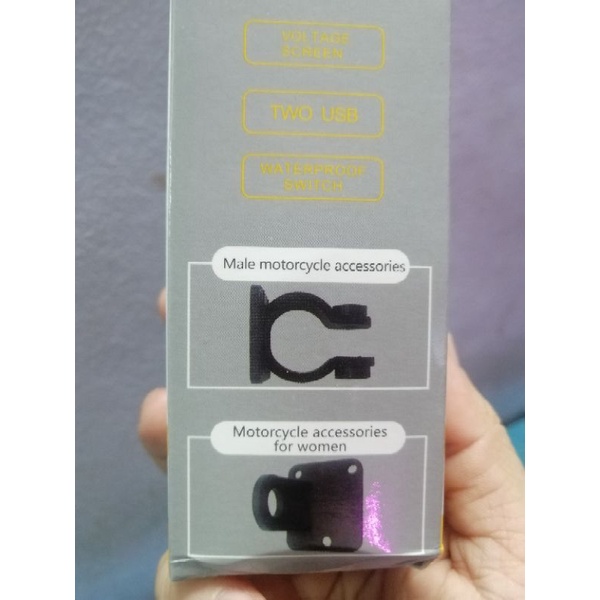 VOLTAGE
SCREEN
TWO USB
WATERPROOF
SWITCH
Male motorcycle accessories
Motorcycle accessories
for women